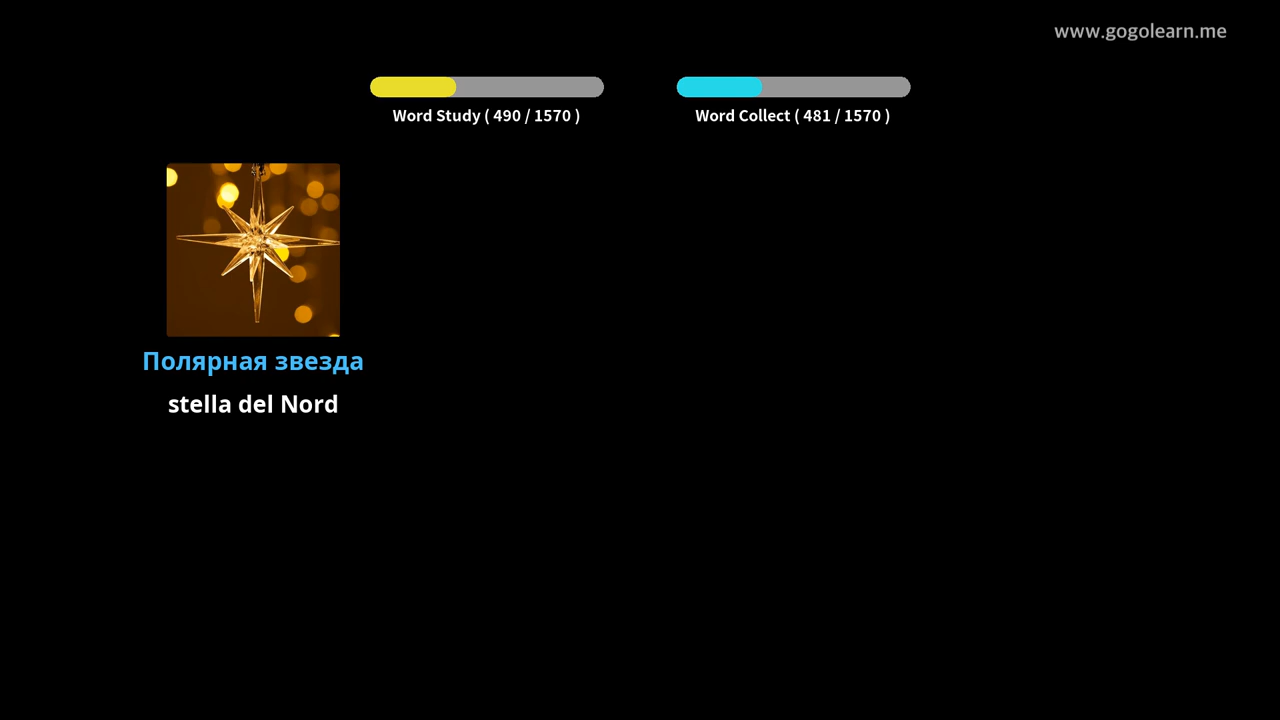 www.gogolearn.me
Word Study ( 490 / 1570 )
Word Collect ( 481 / 1570 )
Полярная звезда
stella del Nord